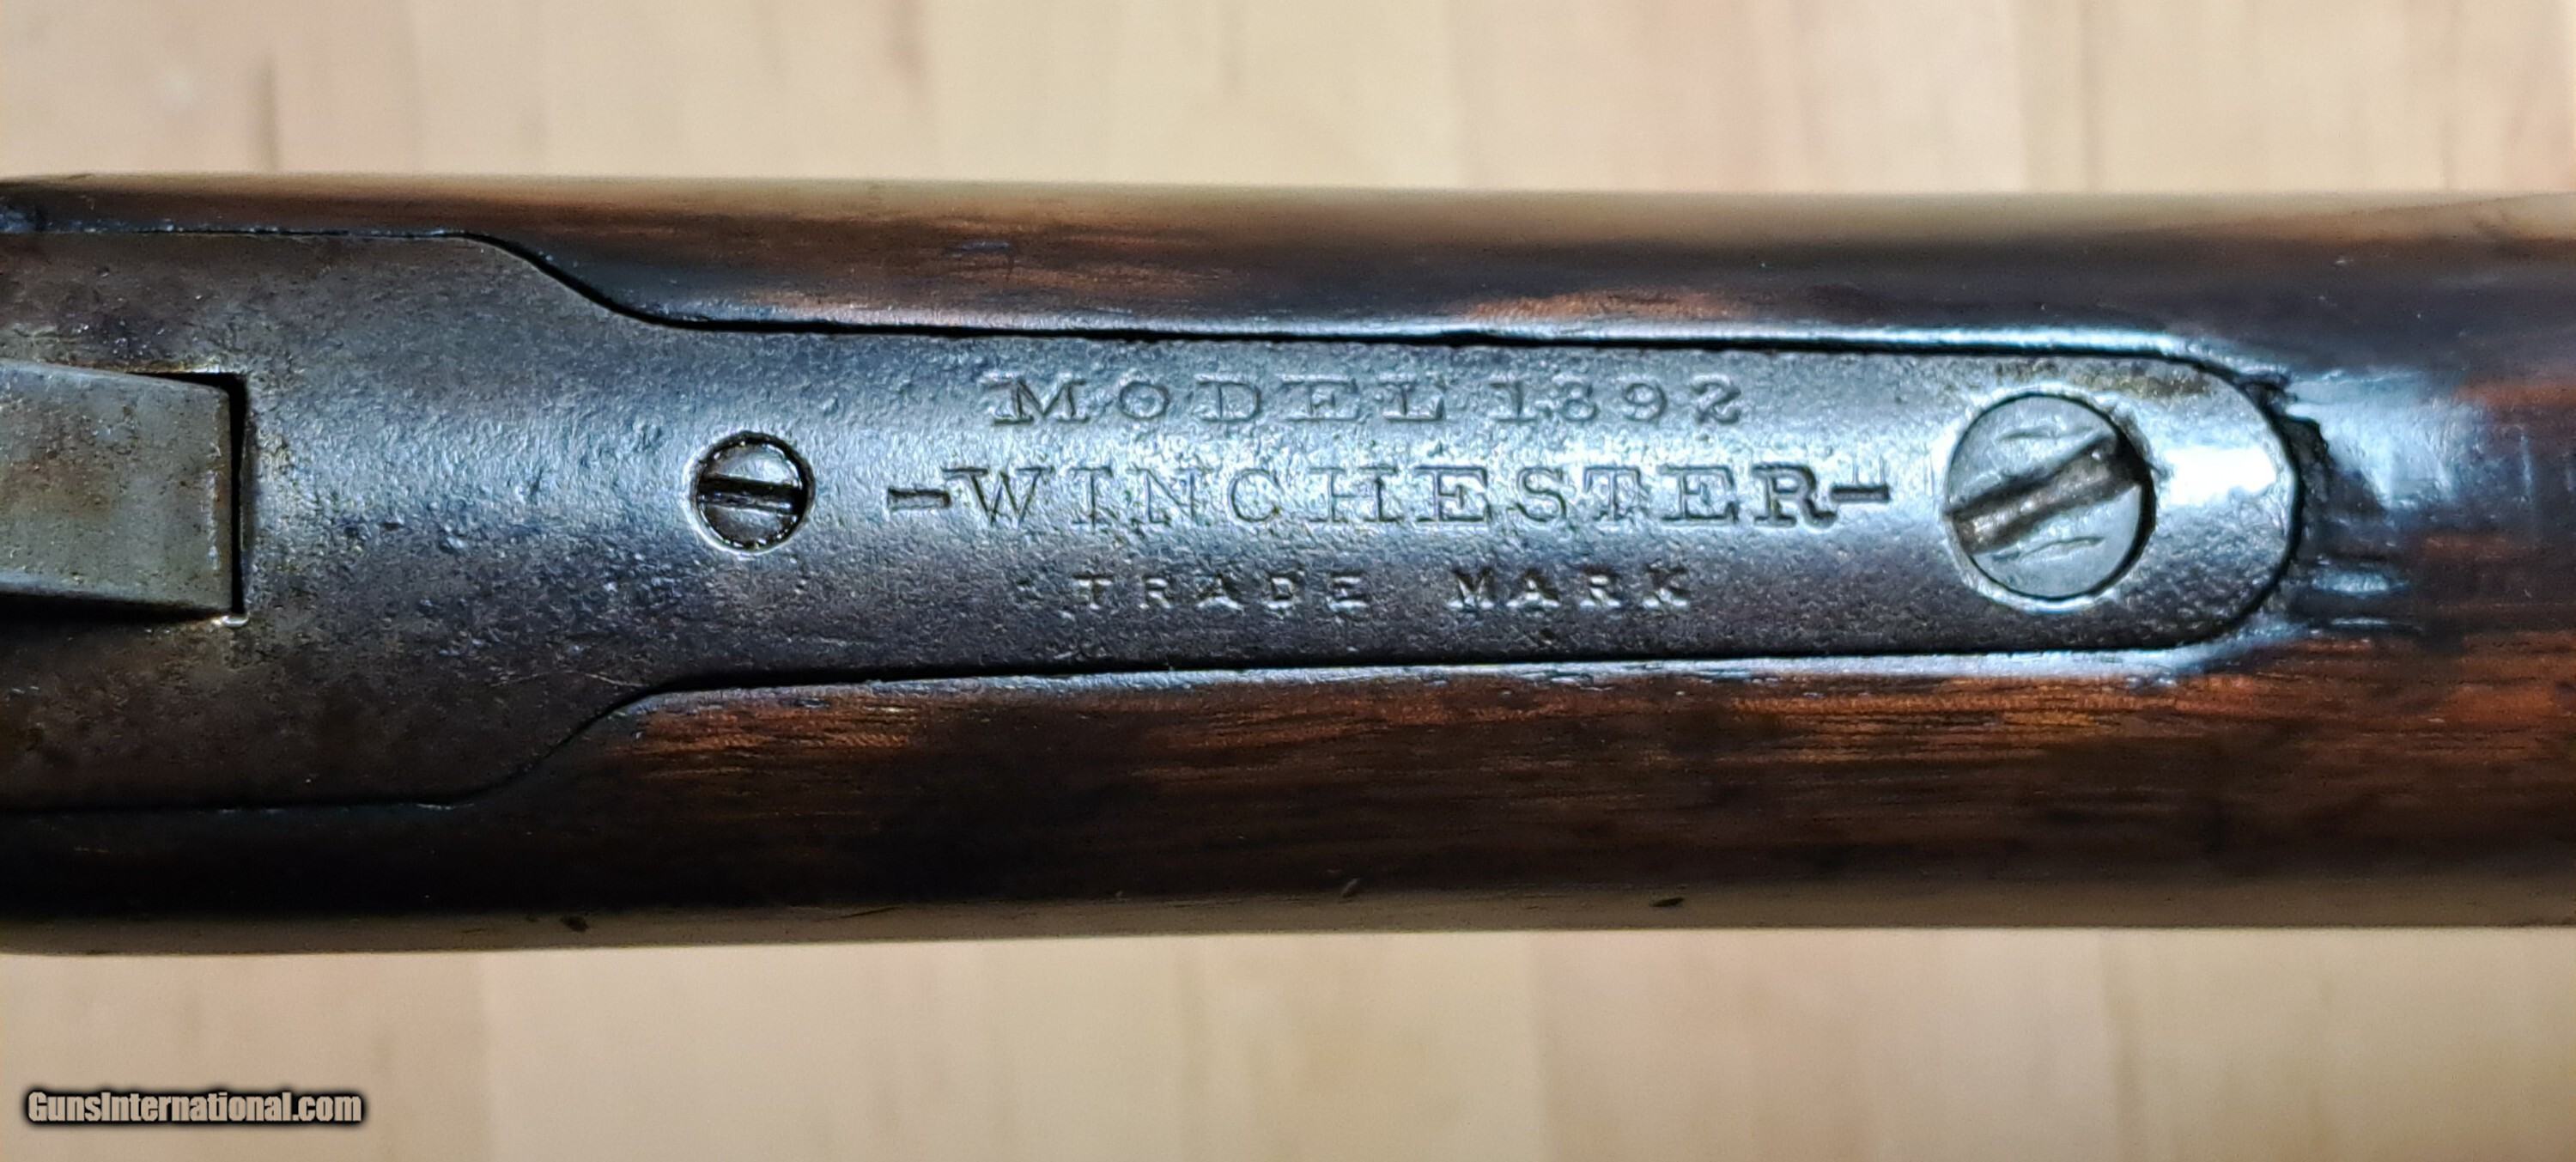 MODEL 1892
-WINCHESTER-
TRADE MARK
GunsInternational.com